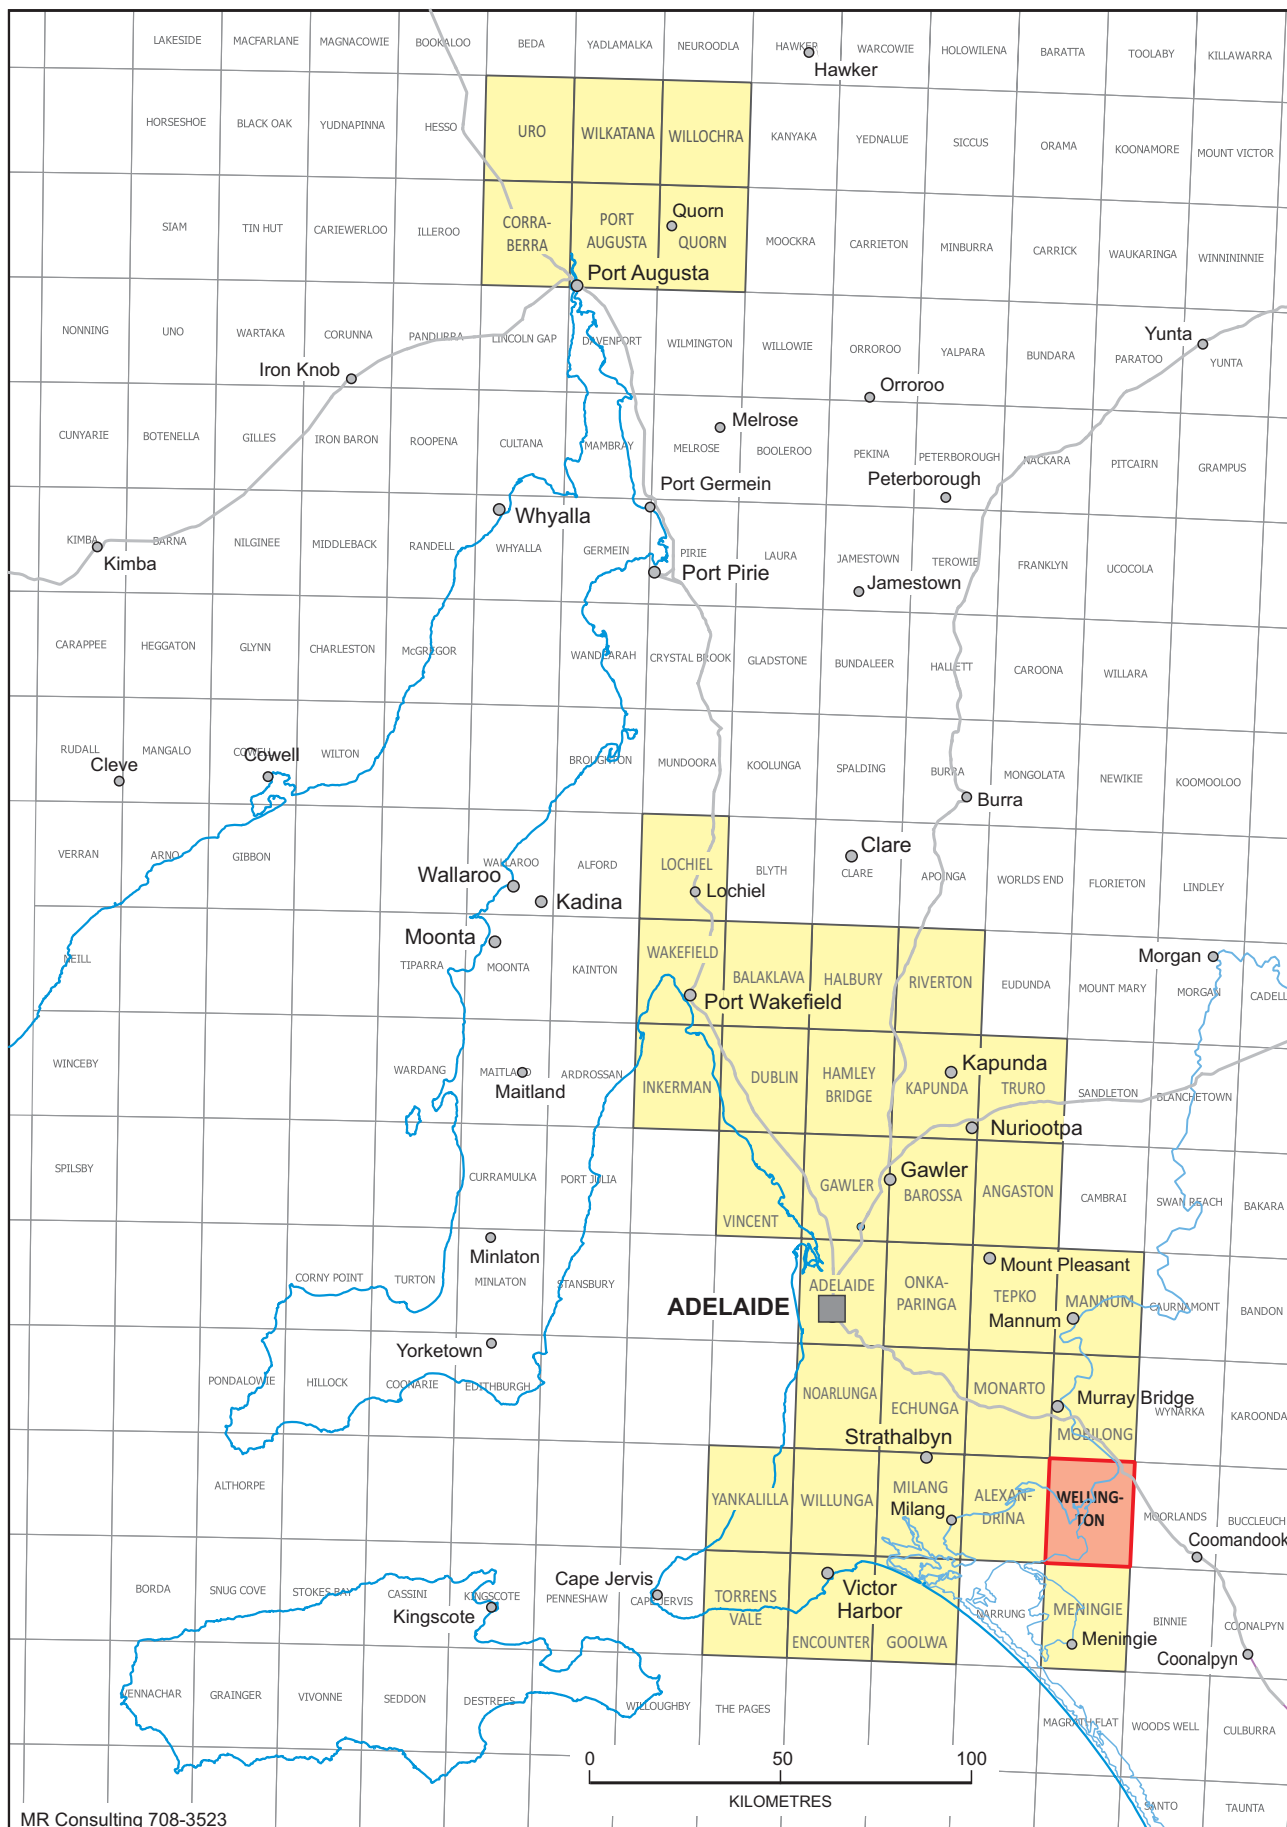 LAKESIDE MACFARLANE MAGNACOWIE BOOKALOO BEDA YADLAMALKA NEUROODLA HAWKER WARCOWIE HOLOWILENA BARATTA TOOLABY KILLAWARRA
Hawker
HORSESHOE BLACK OAK YUDNAPINNA HESSO URO WILKATANA WILLOCHRA KANYAKA YEDNALUE SICCUS ORAMA KOONAMORE MOUNT VICTOR
Quorn
SIAM TIN HUT CARIEWERLOO ILLEROO CORRA-
BERRA PORT
AUGUSTA QUORN MOOCKRA CARRIETON MINBURRA CARRICK WAUKARINGA WINNININNIE
Port Augusta
NONNING UNO WARTAKA CORUNNA PANDURRA LINCOLN GAP DAVENPORT WILMINGTON WILLOWIE ORROROO YALPARA BUNDARA PARATOO YUNTA
Yunta
Iron Knob
Orroroo
Melrose
CUNYARIE BOTENELLA GILLES IRON BARON ROOPENA CULTANA MAMBRAY MELROSE BOOLEROO PEKINA PETERBOROUGH NACKARA PITCAIRN GRAMPUS
Port Germein
Peterborough
Whyalla
KIMBA BARNA NILGINEE MIDDLEBACK RANDELL WHYALLA GERMEIN PIRIE LAURA JAMESTOWN TEROWIE FRANKLYN UCOCOLA
Kimba
Port Pirie
Jamestown
CARAPPEE HEGGATON GLYNN CHARLESTON McGREGOR WANDEARAH CRYSTAL BROOK GLADSTONE BUNDALEER HALLETT CAROONA WILLARA
RUDALL MANGALO COWELL WILTON BROUGHTON MUNDOORA KOOLUNGA SPALDING BURRA MONGOLATA NEWIKIE KOOMOOLOO
Cleve
Cowell
Burra
VERRAN ARNO GIBBON WALLAROO ALFORD LOCHIEL BLYTH CLARE APOINGA WORLDS END FLORIETON LINDLEY
Clare
Wallaroo
Lochiel
Kadina
Moonta
NEILL TIPARRA MOONTA KAINTON WAKEFIELD BALAKLAVA HALBURY RIVERTON EUDUNDA MOUNT MARY MORGAN CADELL
Morgan
Port Wakefield
WINCEBY WARDANG MAITLAND ARDROSSAN INKERMAN DUBLIN HAMLEY
BRIDGE KAPUNDA TRURO SANDLETON BLANCHETOWN
Kapunda
Maitland
Nuriootpa
SPILSBY CURRAMULKA PORT JULIA VINCENT GAWLER BAROSSA ANGASTON CAMBRAI SWAN REACH BAKARA
Gawler
Minlaton
CORNY POINT TURTON MINLATON STANSBURY ADELAIDE ONKA-
PARINGA TEPKO MANNUM CAURNAMONT BANDON
Mount Pleasant
ADELAIDE
Mannum
Yorketown
PONDALOWIE HILLOCK COONARIE EDITHBURGH NOARLUNGA ECHUNGA MONARTO MOBILONG WYNARKA KAROONDA
Murray Bridge
Strathalbyn
ALTHORPE YANKALILLA WILLUNGA MILANG ALEXAN-
DRINA WELLING-
TON MOORLANDS BUCCLEUCH
Milang
Coomandook
BORDA SNUG COVE STOKES BAY CASSINI KINGSCOTE PENNESHAW CAPE JERVIS TORRENS
VALE ENCOUNTER GOOLWA NARRUNG MENINGIE BINNIE COONALPYN
Cape Jervis
Victor
Harbor
Kingscote
Meningie
Coonalpyn
VENNACHAR GRAINGER VIVONNE SEDDON DESTREES WILLOUGHBY THE PAGES MAGRATH FLAT WOODS WELL CULBURRA
0 50 100
KILOMETRES
SANTO TAUNTA
MR Consulting 708-3523